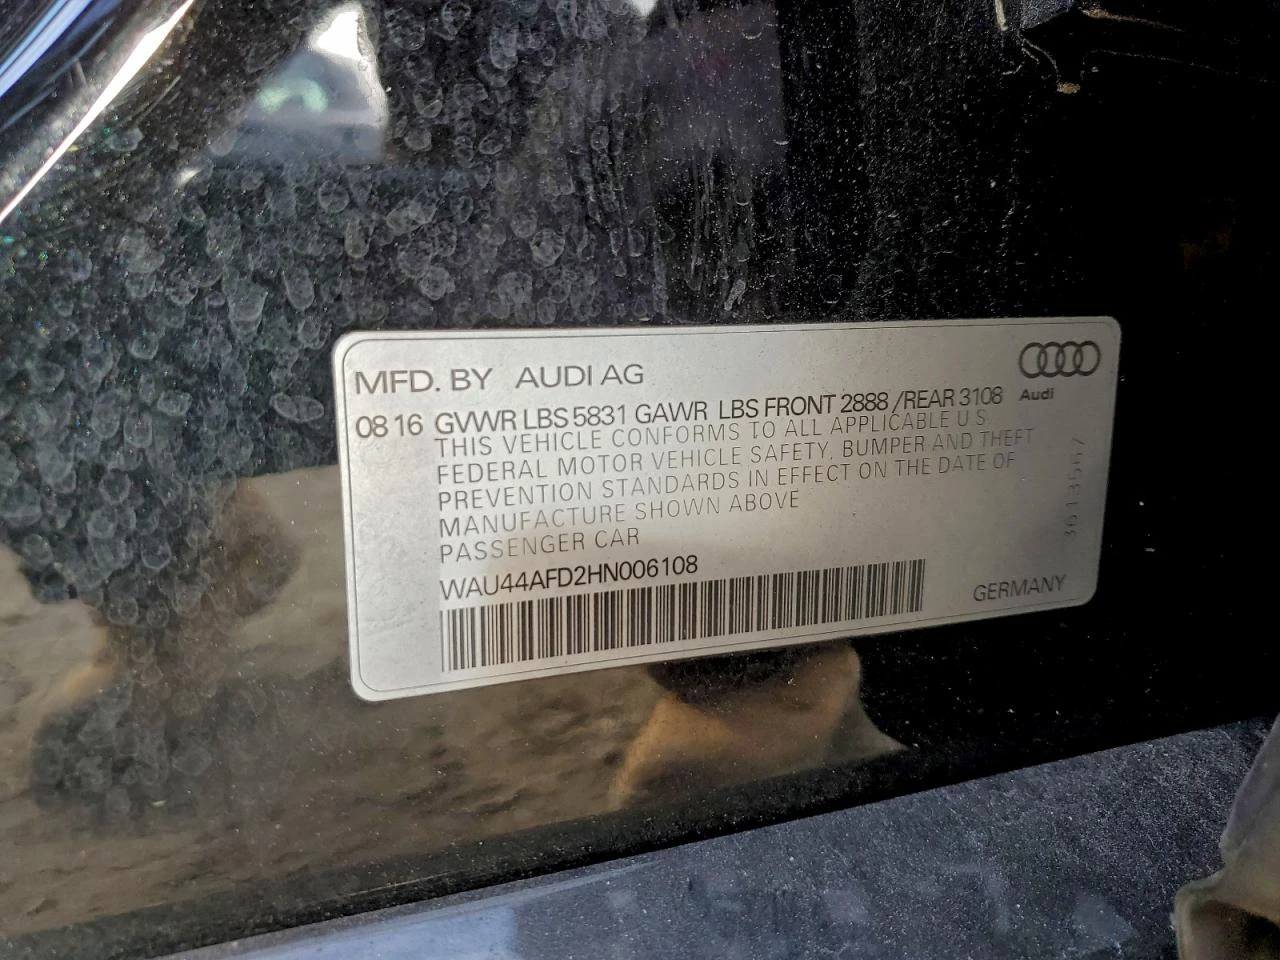 MFD. BY AUDI AG
Audi
08 16 GVWR LBS 5831 GAWR LBS FRONT 2888 /REAR 3108
THIS VEHICLE CONFORMS TO ALL APPLICABLE U S
FEDERAL MOTOR VEHICLE SAFETY, BUMPER AND THEFT
PREVENTION STANDARDS IN EFFECT ON THE DATE OF
MANUFACTURE SHOWN ABOVE
PASSENGER CAR
WAU44AFD2HN006108
GERMANY